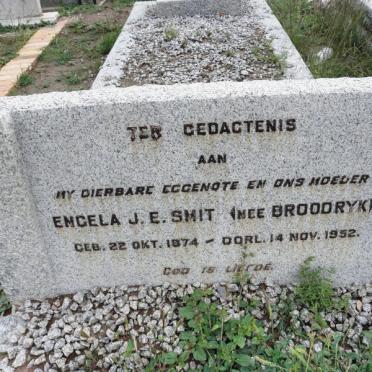 TER GEDAGTENIS
AAN
MY DIERBARE EGGENOTE EN ONS MOEDER
ENGELA J. E. SMIT (NEE BROODRYK)
GEB. 22 OKT. 1874 – OORL. 14 NOV. 1952.
GOD IS LIEFDE.